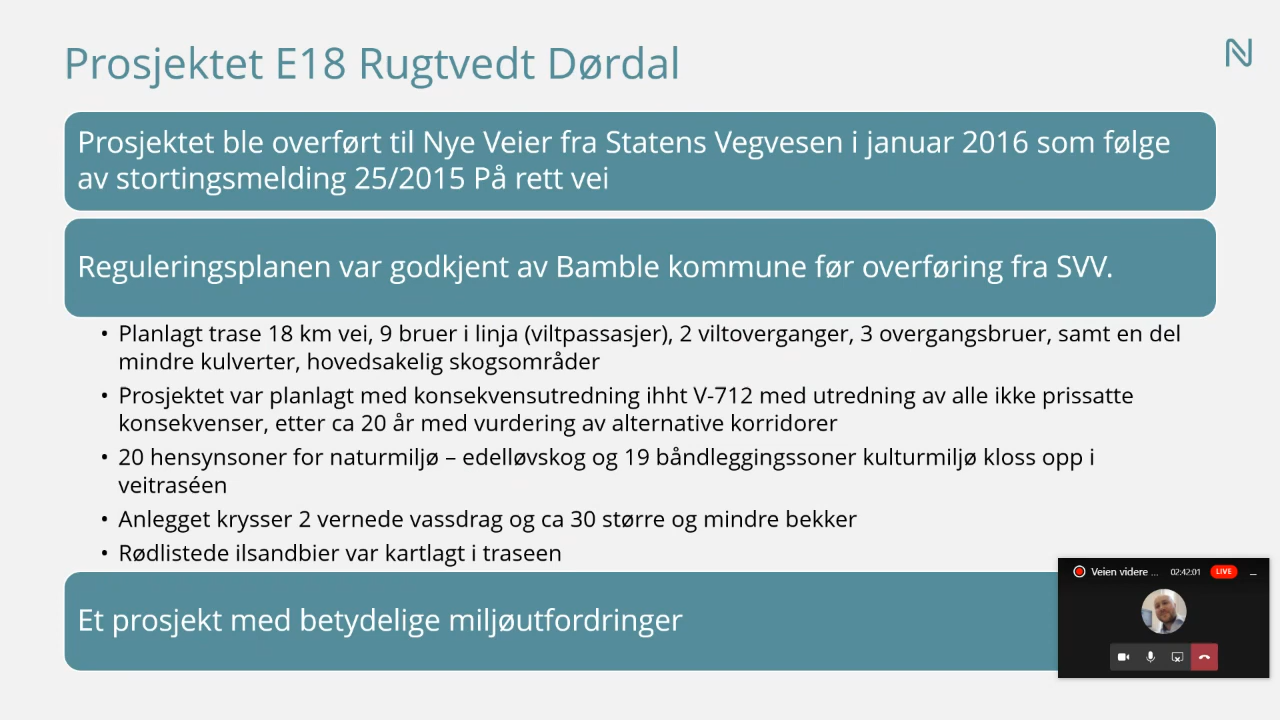 Prosjektet E18 Rugtvedt Dørdal
Prosjektet ble overført til Nye Veier fra Statens Vegvesen i januar 2016 som følge
av stortingsmelding 25/2015 På rett vei
Reguleringsplanen var godkjent av Bamble kommune før overføring fra SVV.
• Planlagt trase 18 km vei, 9 bruer i linja (viltpassasjer), 2 viltoverganger, 3 overgangsbruer, samt en del
mindre kulverter, hovedsakelig skogsområder
• Prosjektet var planlagt med konsekvensutredning ihht V-712 med utredning av alle ikke prissatte
konsekvenser, etter ca 20 år med vurdering av alternative korridorer
• 20 hensynsoner for naturmiljø – edelløvskog og 19 båndleggingssoner kulturmiljø kloss opp i
veitraséen
• Anlegget krysser 2 vernede vassdrag og ca 30 større og mindre bekker
• Rødlistede ilsandbier var kartlagt i traseen
Et prosjekt med betydelige miljøutfordringer
Veien videre ... 02:42:01 LIVE